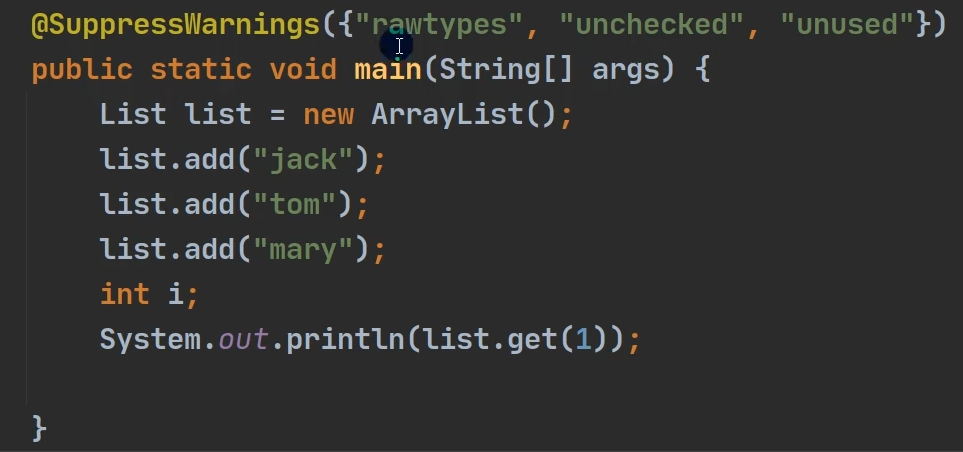 @SuppressWarnings({"rawtypes", "unchecked", "unused"})
public static void main(String[] args) {
    List list = new ArrayList();
    list.add("jack");
    list.add("tom");
    list.add("mary");
    int i;
    System.out.println(list.get(1));
}